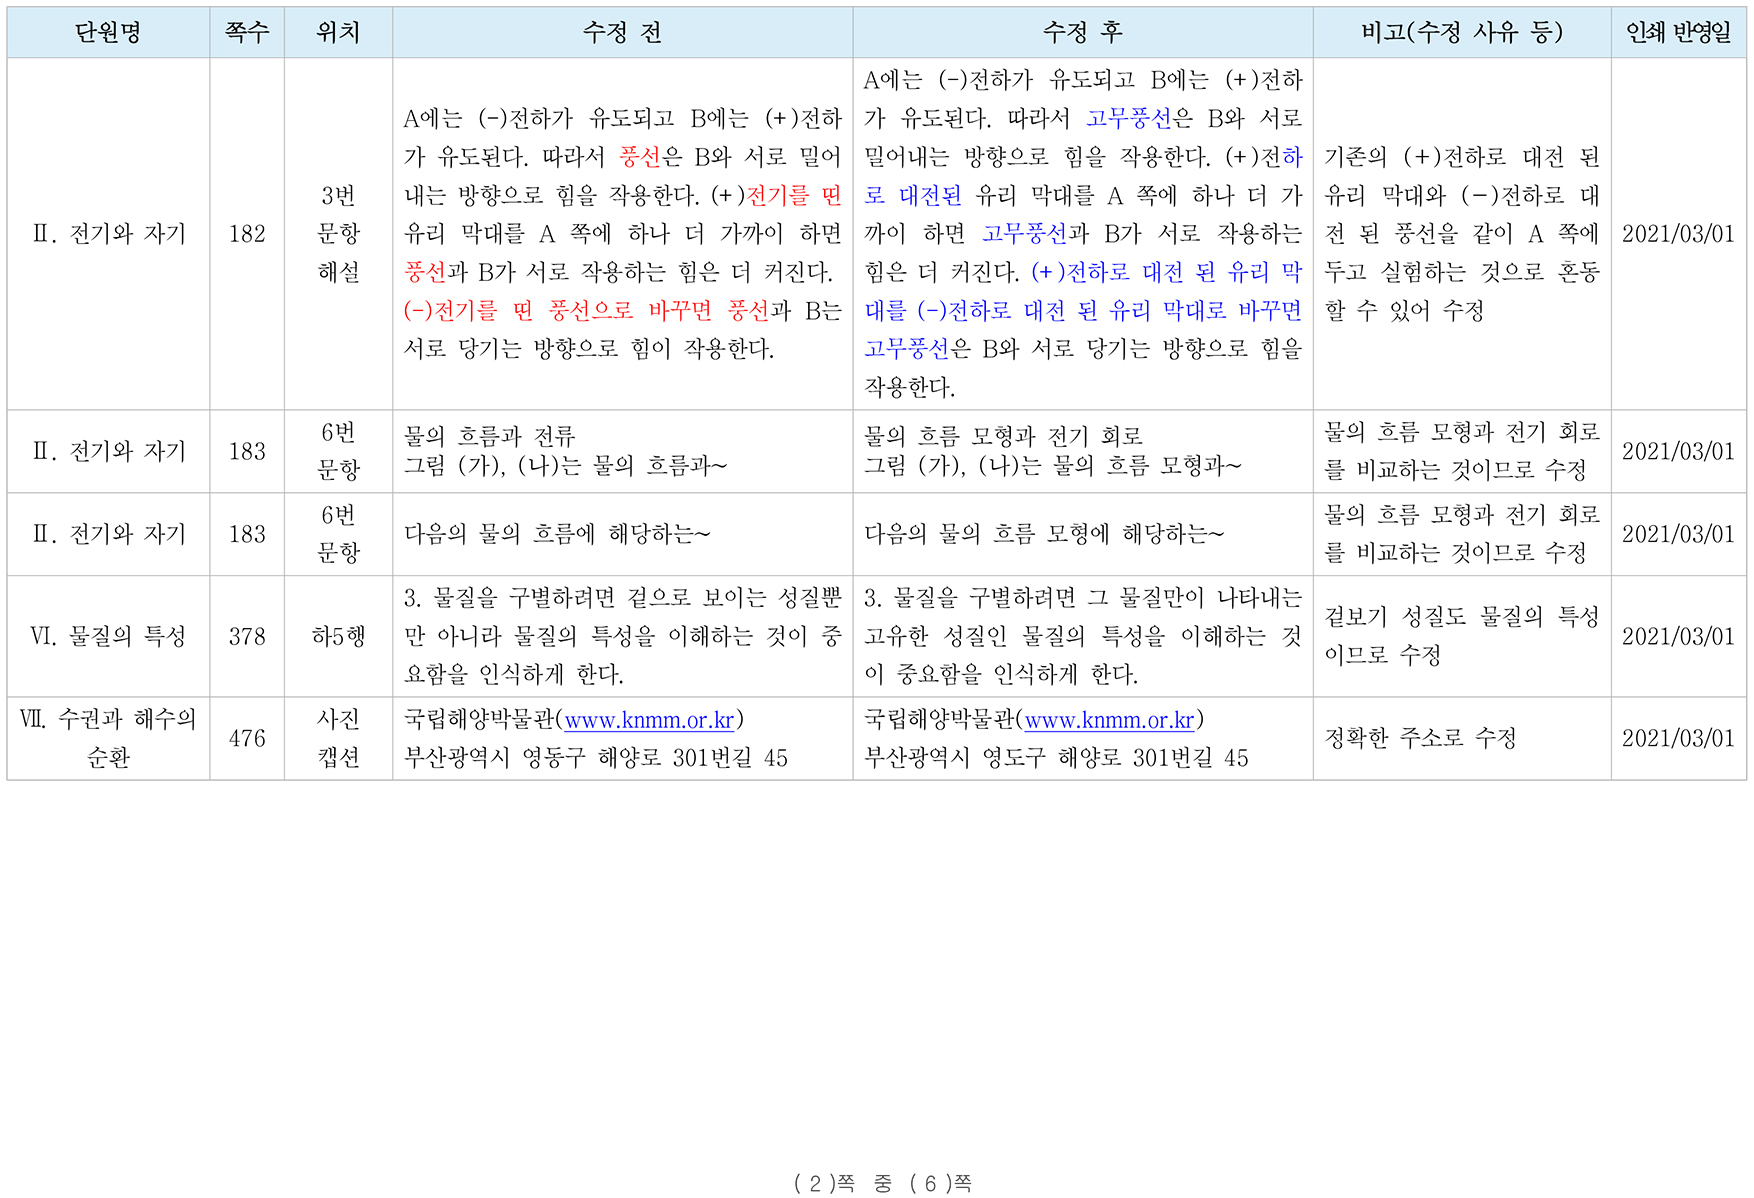 단원명 쪽수 위치 수정 전 수정 후 비고(수정 사유 등) 인쇄 반영일
Ⅱ. 전기와 자기
182
3번
문항
해설
A에는 (-)전하가 유도되고 B에는 (+)전하
가 유도된다. 따라서 풍선은 B와 서로 밀어
내는 방향으로 힘을 작용한다. (+)전기를 띤
유리 막대를 A 쪽에 하나 더 가까이 하면
풍선과 B가 서로 작용하는 힘은 더 커진다.
(-)전기를 띤 풍선으로 바꾸면 풍선과 B는
서로 당기는 방향으로 힘이 작용한다.
A에는 (-)전하가 유도되고 B에는 (+)전하
가 유도된다. 따라서 고무풍선은 B와 서로
밀어내는 방향으로 힘을 작용한다. (+)전하
로 대전된 유리 막대를 A 쪽에 하나 더 가
까이 하면 고무풍선과 B가 서로 작용하는
힘은 더 커진다. (+)전하로 대전 된 유리 막
대를 (-)전하로 대전 된 유리 막대로 바꾸면
고무풍선은 B와 서로 당기는 방향으로 힘을
작용한다.
기존의 (+)전하로 대전 된
유리 막대와 (-)전하로 대
전 된 풍선을 같이 A 쪽에
두고 실험하는 것으로 혼동
할 수 있어 수정
2021/03/01
Ⅱ. 전기와 자기
183
6번
문항
물의 흐름과 전류
그림 (가), (나)는 물의 흐름과~
물의 흐름 모형과 전기 회로
그림 (가), (나)는 물의 흐름 모형과~
물의 흐름 모형과 전기 회로
를 비교하는 것이므로 수정
2021/03/01
Ⅱ. 전기와 자기
183
6번
문항
다음의 물의 흐름에 해당하는~
다음의 물의 흐름 모형에 해당하는~
물의 흐름 모형과 전기 회로
를 비교하는 것이므로 수정
2021/03/01
Ⅵ. 물질의 특성
378
하5행
3. 물질을 구별하려면 겉으로 보이는 성질뿐
만 아니라 물질의 특성을 이해하는 것이 중
요함을 인식하게 한다.
3. 물질을 구별하려면 그 물질만이 나타내는
고유한 성질인 물질의 특성을 이해하는 것
이 중요함을 인식하게 한다.
겉보기 성질도 물질의 특성
이므로 수정
2021/03/01
Ⅶ. 수권과 해수의
순환
476
사진
캡션
국립해양박물관(www.knmm.or.kr)
부산광역시 영동구 해양로 301번길 45
국립해양박물관(www.knmm.or.kr)
부산광역시 영도구 해양로 301번길 45
정확한 주소로 수정
2021/03/01
( 2 )쪽 중 ( 6 )쪽